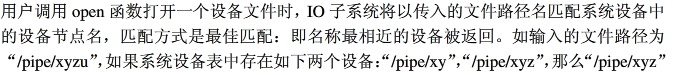 用户调用 open 函数打开一个设备文件时，IO 子系统将以传入的文件路径名匹配系统设备中
的设备节点名，匹配方式是最佳匹配：即名称最相近的设备被返回。如输入的文件路径为
“/pipe/xyzu”，如果系统设备表中存在如下两个设备：“/pipe/xy”，“/pipe/xyz”，那么“/pipe/xyz”